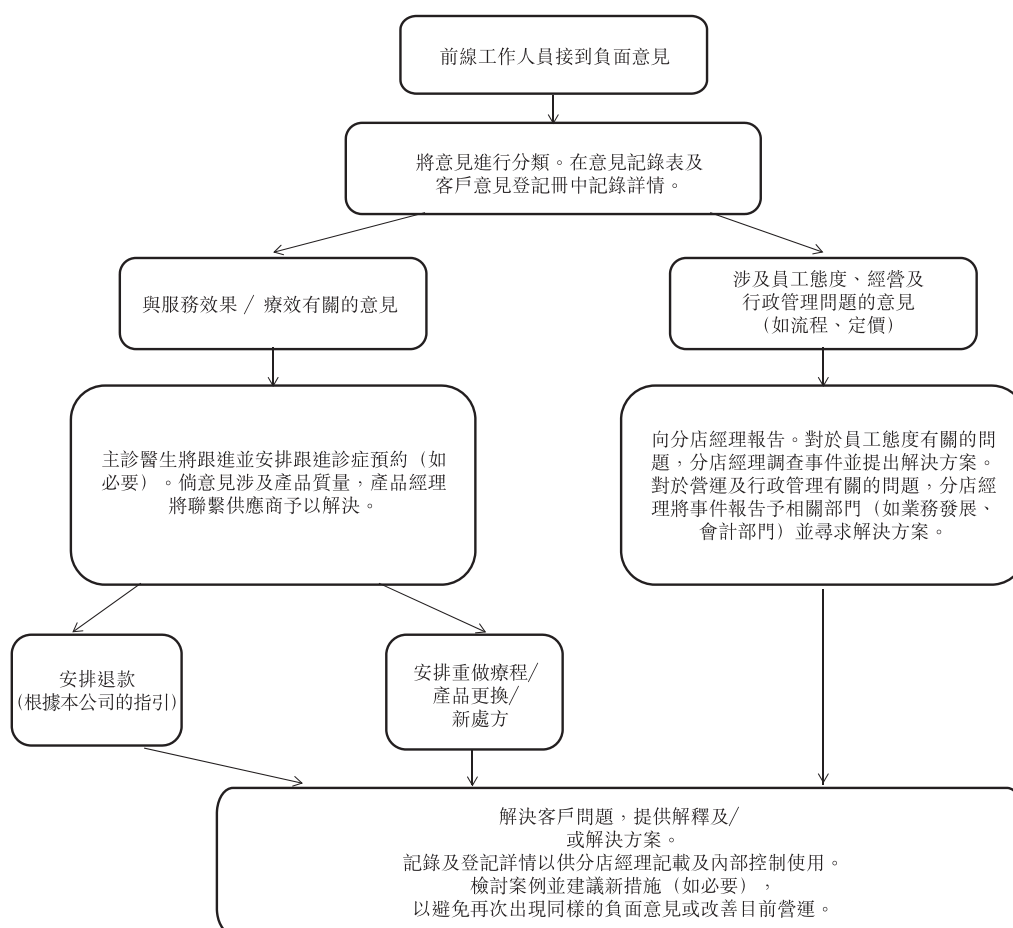 前線工作人員接到負面意見
將意見進行分類。在意見記錄表及
客戶意見登記冊中記錄詳情。
與服務效果 / 療效有關的意見
涉及員工態度、經營及
行政管理問題的意見
(如流程、定價)
主診醫生將跟進並安排跟進診症預約(如
必要)。倘意見涉及產品質量,產品經理
將聯繫供應商予以解決。
向分店經理報告。對於員工態度有關的問
題,分店經理調查事件並提出解決方案。
對於營運及行政管理有關的問題,分店經
理將事件報告予相關部門(如業務發展、
會計部門)並尋求解決方案。
安排退款
(根據本公司的指引)
安排重做療程/
產品更換/
新處方
解決客戶問題,提供解釋及/
或解決方案。
記錄及登記詳情以供分店經理記載及內部控制使用。
檢討案例並建議新措施(如必要),
以避免再次出現同樣的負面意見或改善目前營運。